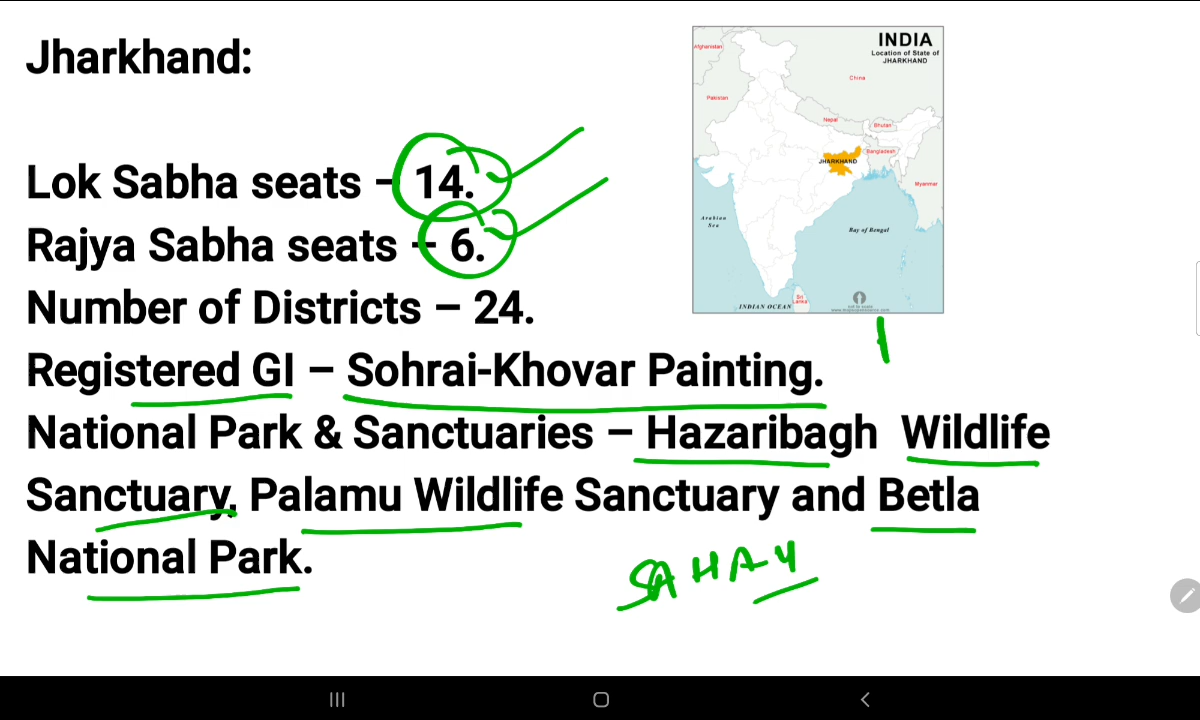 Jharkhand:
Lok Sabha seats – 14.
Rajya Sabha seats – 6.
Number of Districts – 24.
Registered GI – Sohrai-Khovar Painting.
National Park & Sanctuaries – Hazaribagh Wildlife
Sanctuary, Palamu Wildlife Sanctuary and Betla
National Park.
SAHAY
INDIA
Location of State of
JHARKHAND
Afghanistan
China
Pakistan
Nepal
Bhutan
JHARKHAND
Bangladesh
Myanmar
Arabian
Sea
Bay of Bengal
Sri
Lanka
INDIAN OCEAN